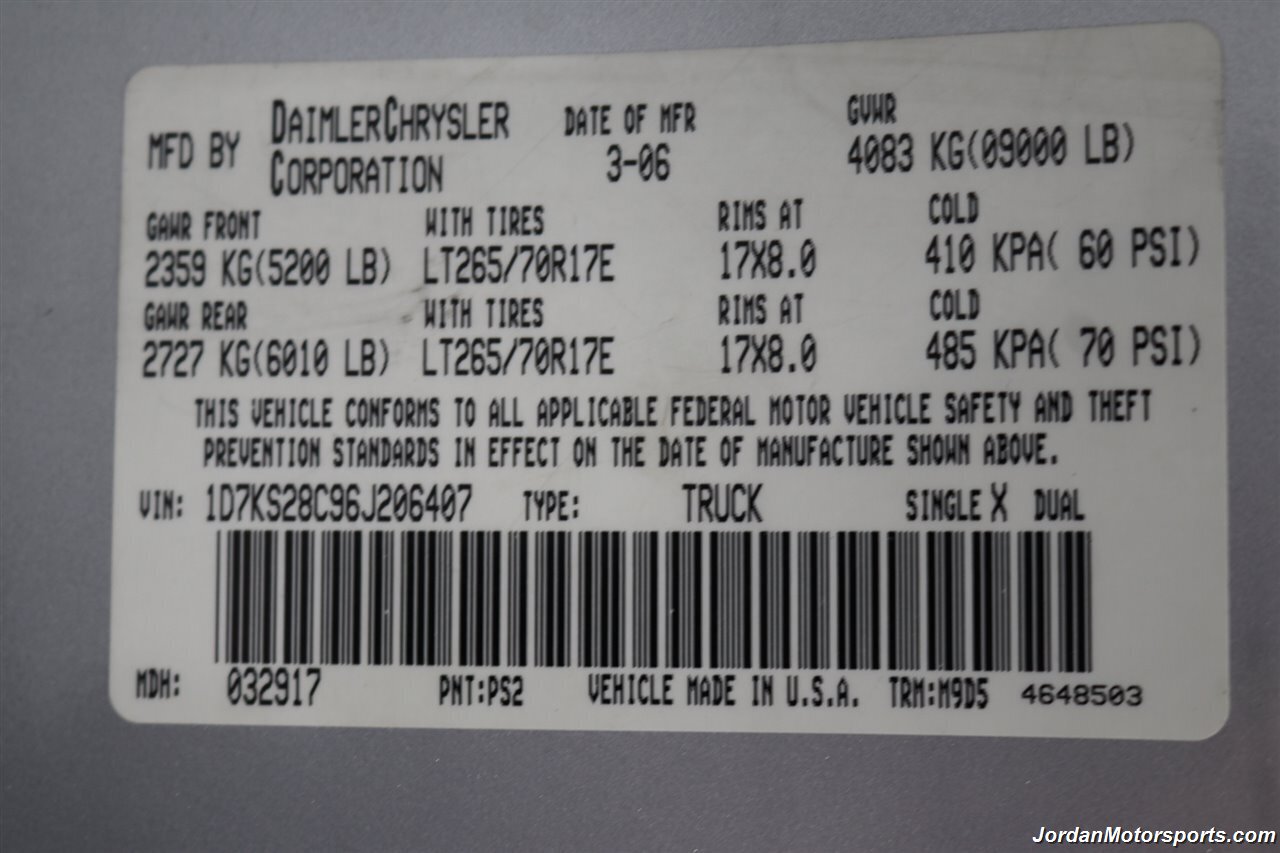 MFD BY DAIMLERCHRYSLER CORPORATION DATE OF MFR 3-06 GVWR 4083 KG(09000 LB)
GAWR FRONT WITH TIRES RIMS AT COLD
2359 KG(5200 LB) LT265/70R17E 17X8.0 410 KPA( 60 PSI)
GAWR REAR WITH TIRES RIMS AT COLD
2727 KG(6010 LB) LT265/70R17E 17X8.0 485 KPA( 70 PSI)
THIS VEHICLE CONFORMS TO ALL APPLICABLE FEDERAL MOTOR VEHICLE SAFETY AND THEFT
PREVENTION STANDARDS IN EFFECT ON THE DATE OF MANUFACTURE SHOWN ABOVE.
VIN: 1D7KS28C96J206407 TYPE: TRUCK SINGLE X DUAL
MDH: 032917 PNT:PS2 VEHICLE MADE IN U.S.A. TRM:M9D5 4648503
JordanMotorsports.com